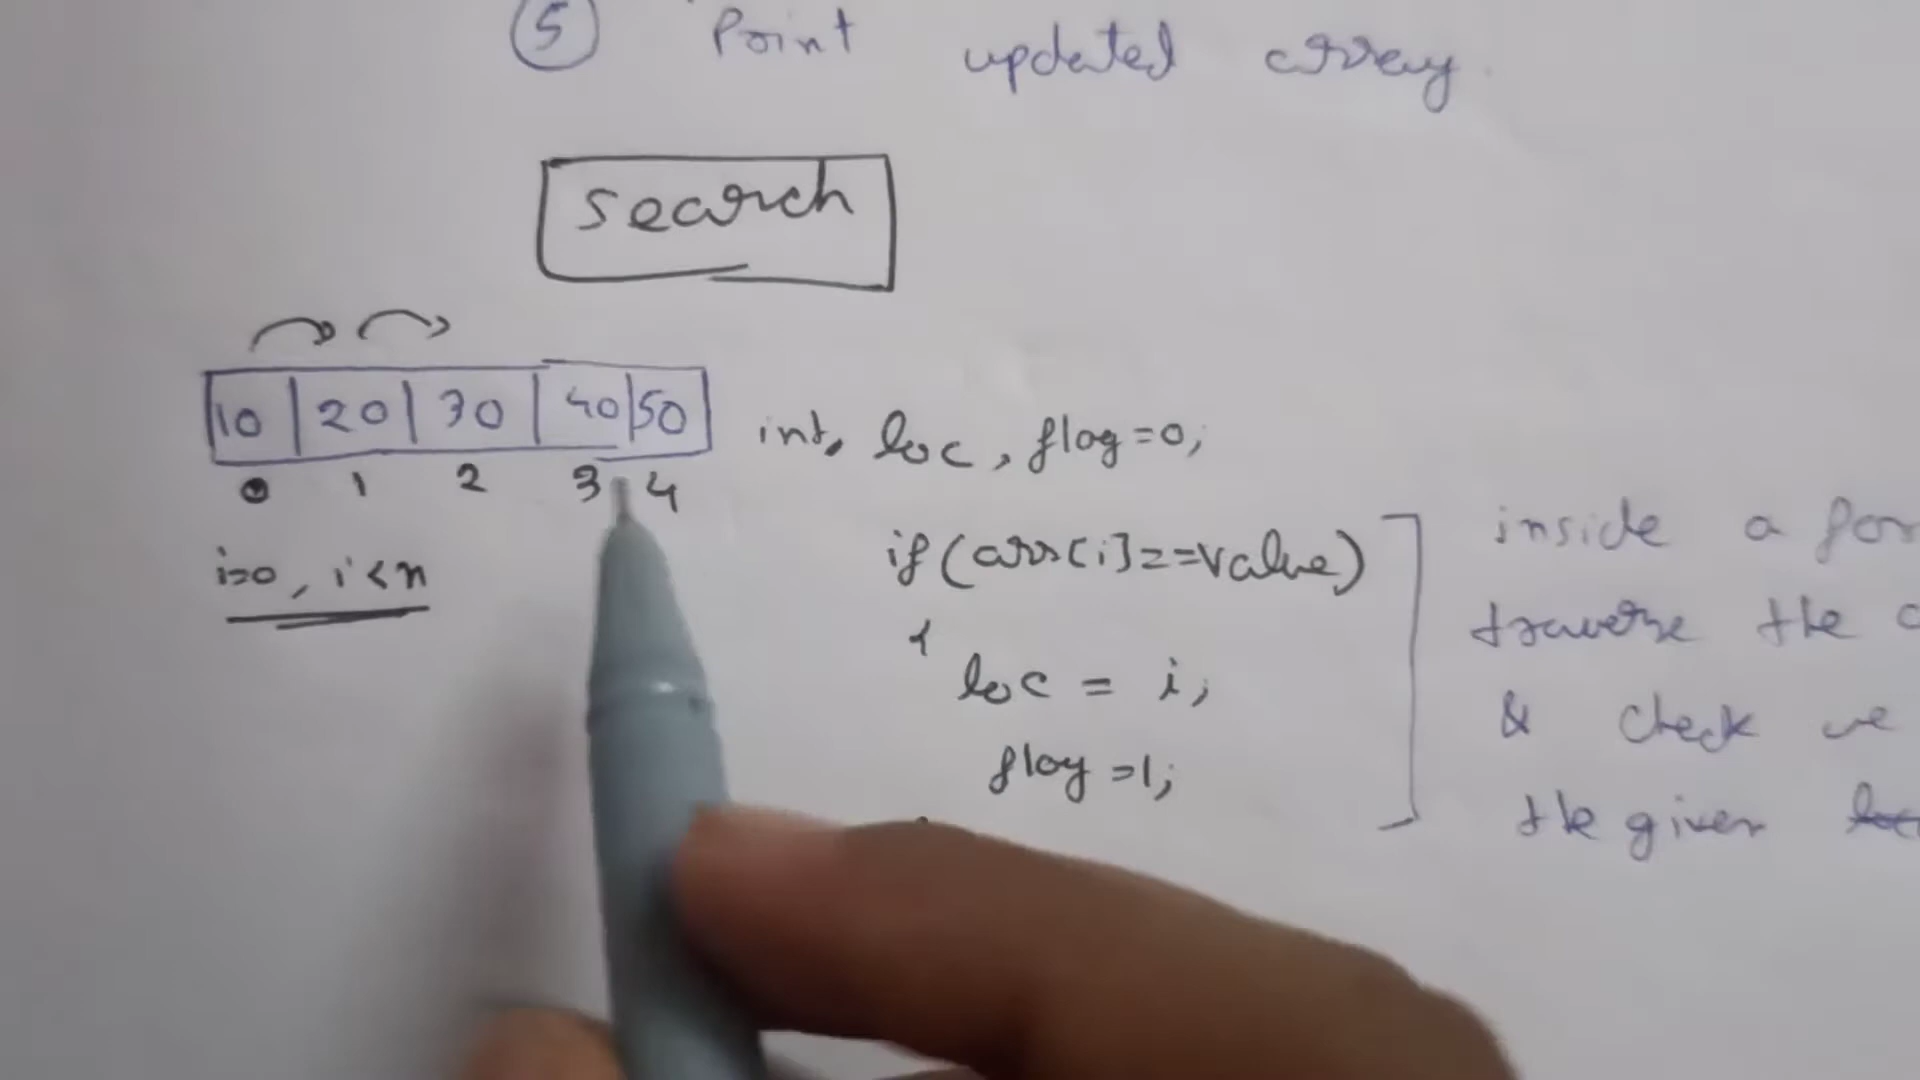 5 Print updated array.
search
10 20 30 40 50
0 1 2 3 4
i=0, i<n
int, loc, flag=0;
if(arr[i]==value)
{
loc = i;
flag=1;
inside a for
traverse the
& check we
the given